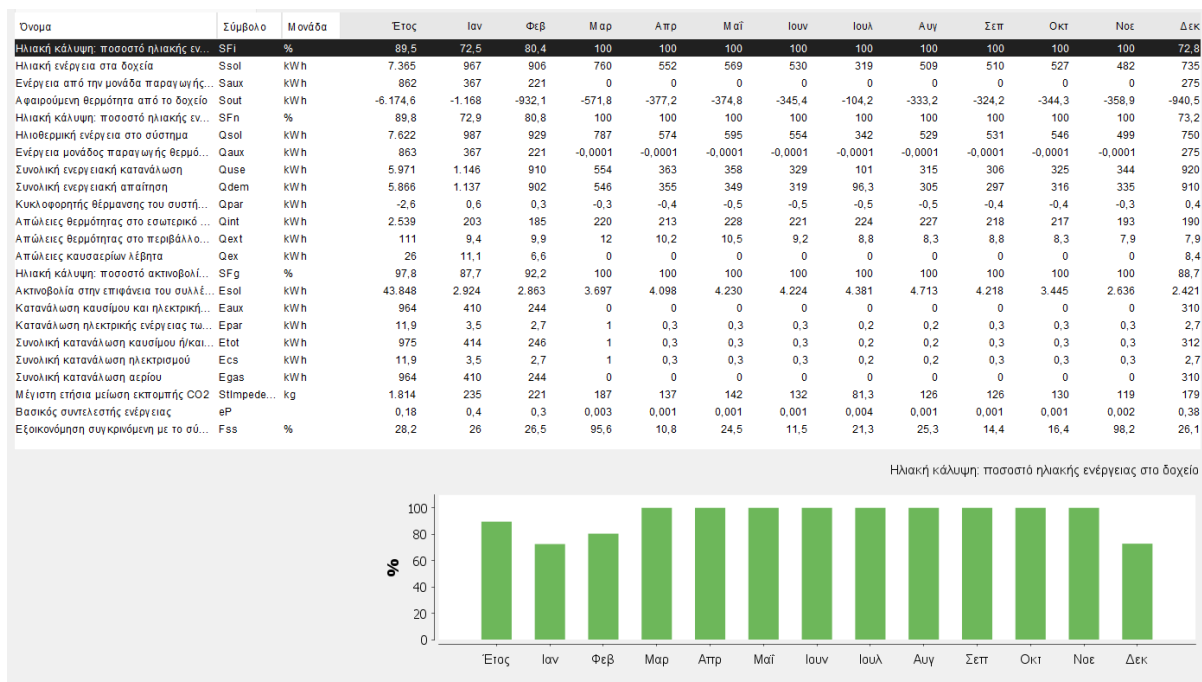 Όνομα Σύμβολο Μονάδα Έτος Ιαν Φεβ Μαρ Απρ Μαΐ Ιουν Ιουλ Αυγ Σεπ Οκτ Νοε Δεκ
Ηλιακή κάλυψη: ποσοστό ηλιακής εν... SFi % 89,5 72,5 80,4 100 100 100 100 100 100 100 100 100 72,8
Ηλιακή ενέργεια στα δοχεία Ssol kWh 7.365 967 906 760 552 569 530 319 509 510 527 482 735
Ενέργεια από την μονάδα παραγωγής... Saux kWh 862 367 221 0 0 0 0 0 0 0 0 0 275
Αφαιρούμενη θερμότητα από το δοχείο Sout kWh -6.174,6 -1.168 -932,1 -571,8 -377,2 -374,8 -345,4 -104,2 -333,2 -324,2 -344,3 -358,9 -940,5
Ηλιακή κάλυψη: ποσοστό ηλιακής εν... SFn % 89,8 72,9 80,8 100 100 100 100 100 100 100 100 100 73,2
Ηλιοθερμική ενέργεια στο σύστημα Qsol kWh 7.622 987 929 787 574 595 554 342 529 531 546 499 750
Ενέργεια μονάδος παραγωγής θερμό... Qaux kWh 863 367 221 -0,0001 -0,0001 -0,0001 -0,0001 -0,0001 -0,0001 -0,0001 -0,0001 -0,0001 275
Συνολική ενεργειακή κατανάλωση Quse kWh 5.971 1.146 910 554 363 358 329 101 315 306 325 344 920
Συνολική ενεργειακή απαίτηση Qdem kWh 5.866 1.137 902 546 355 349 319 96,3 305 297 316 335 910
Κυκλοφορητής θέρμανσης του συστή... Qpar kWh -2,6 0,6 0,3 -0,3 -0,4 -0,5 -0,5 -0,5 -0,5 -0,4 -0,4 -0,3 0,4
Απώλειες θερμότητας στο εσωτερικό ... Qint kWh 2.539 203 185 220 213 228 221 224 227 218 217 193 190
Απώλειες θερμότητας στο περιβάλλο... Qext kWh 111 9,4 9,9 12 10,2 10,5 9,2 8,8 8,3 8,8 8,3 7,9 7,9
Απώλειες καυσαερίων λέβητα Qex kWh 26 11,1 6,6 0 0 0 0 0 0 0 0 0 8,4
Ηλιακή κάλυψη: ποσοστό ακτινοβολί... SFg % 97,8 87,7 92,2 100 100 100 100 100 100 100 100 100 88,7
Ακτινοβολία στην επιφάνεια του συλλέ... Esol kWh 43.848 2.924 2.863 3.697 4.098 4.230 4.224 4.381 4.713 4.218 3.445 2.636 2.421
Κατανάλωση καυσίμου και ηλεκτρική... Eaux kWh 964 410 244 0 0 0 0 0 0 0 0 0 310
Κατανάλωση ηλεκτρικής ενέργειας τω... Epar kWh 11,9 3,5 2,7 1 0,3 0,3 0,3 0,2 0,2 0,3 0,3 0,3 2,7
Συνολική κατανάλωση καυσίμου ή/και... Etot kWh 975 414 246 1 0,3 0,3 0,3 0,2 0,2 0,3 0,3 0,3 312
Συνολική κατανάλωση ηλεκτρισμού Ecs kWh 11,9 3,5 2,7 1 0,3 0,3 0,3 0,2 0,2 0,3 0,3 0,3 2,7
Συνολική κατανάλωση αερίου Egas kWh 964 410 244 0 0 0 0 0 0 0 0 0 310
Μέγιστη ετήσια μείωση εκπομπής CO2 StImpede... kg 1.814 235 221 187 137 142 132 81,3 126 126 130 119 179
Βασικός συντελεστής ενέργειας eP 0,18 0,4 0,3 0,003 0,001 0,001 0,001 0,004 0,001 0,001 0,001 0,002 0,38
Εξοικονόμηση συγκρινόμενη με το σύ... Fss % 28,2 26 26,5 95,6 10,8 24,5 11,5 21,3 25,3 14,4 16,4 98,2 26,1
Ηλιακή κάλυψη: ποσοστό ηλιακής ενέργειας στο δοχείο
%
100
80
60
40
20
0
Έτος Ιαν Φεβ Μαρ Απρ Μαΐ Ιουν Ιουλ Αυγ Σεπ Οκτ Νοε Δεκ